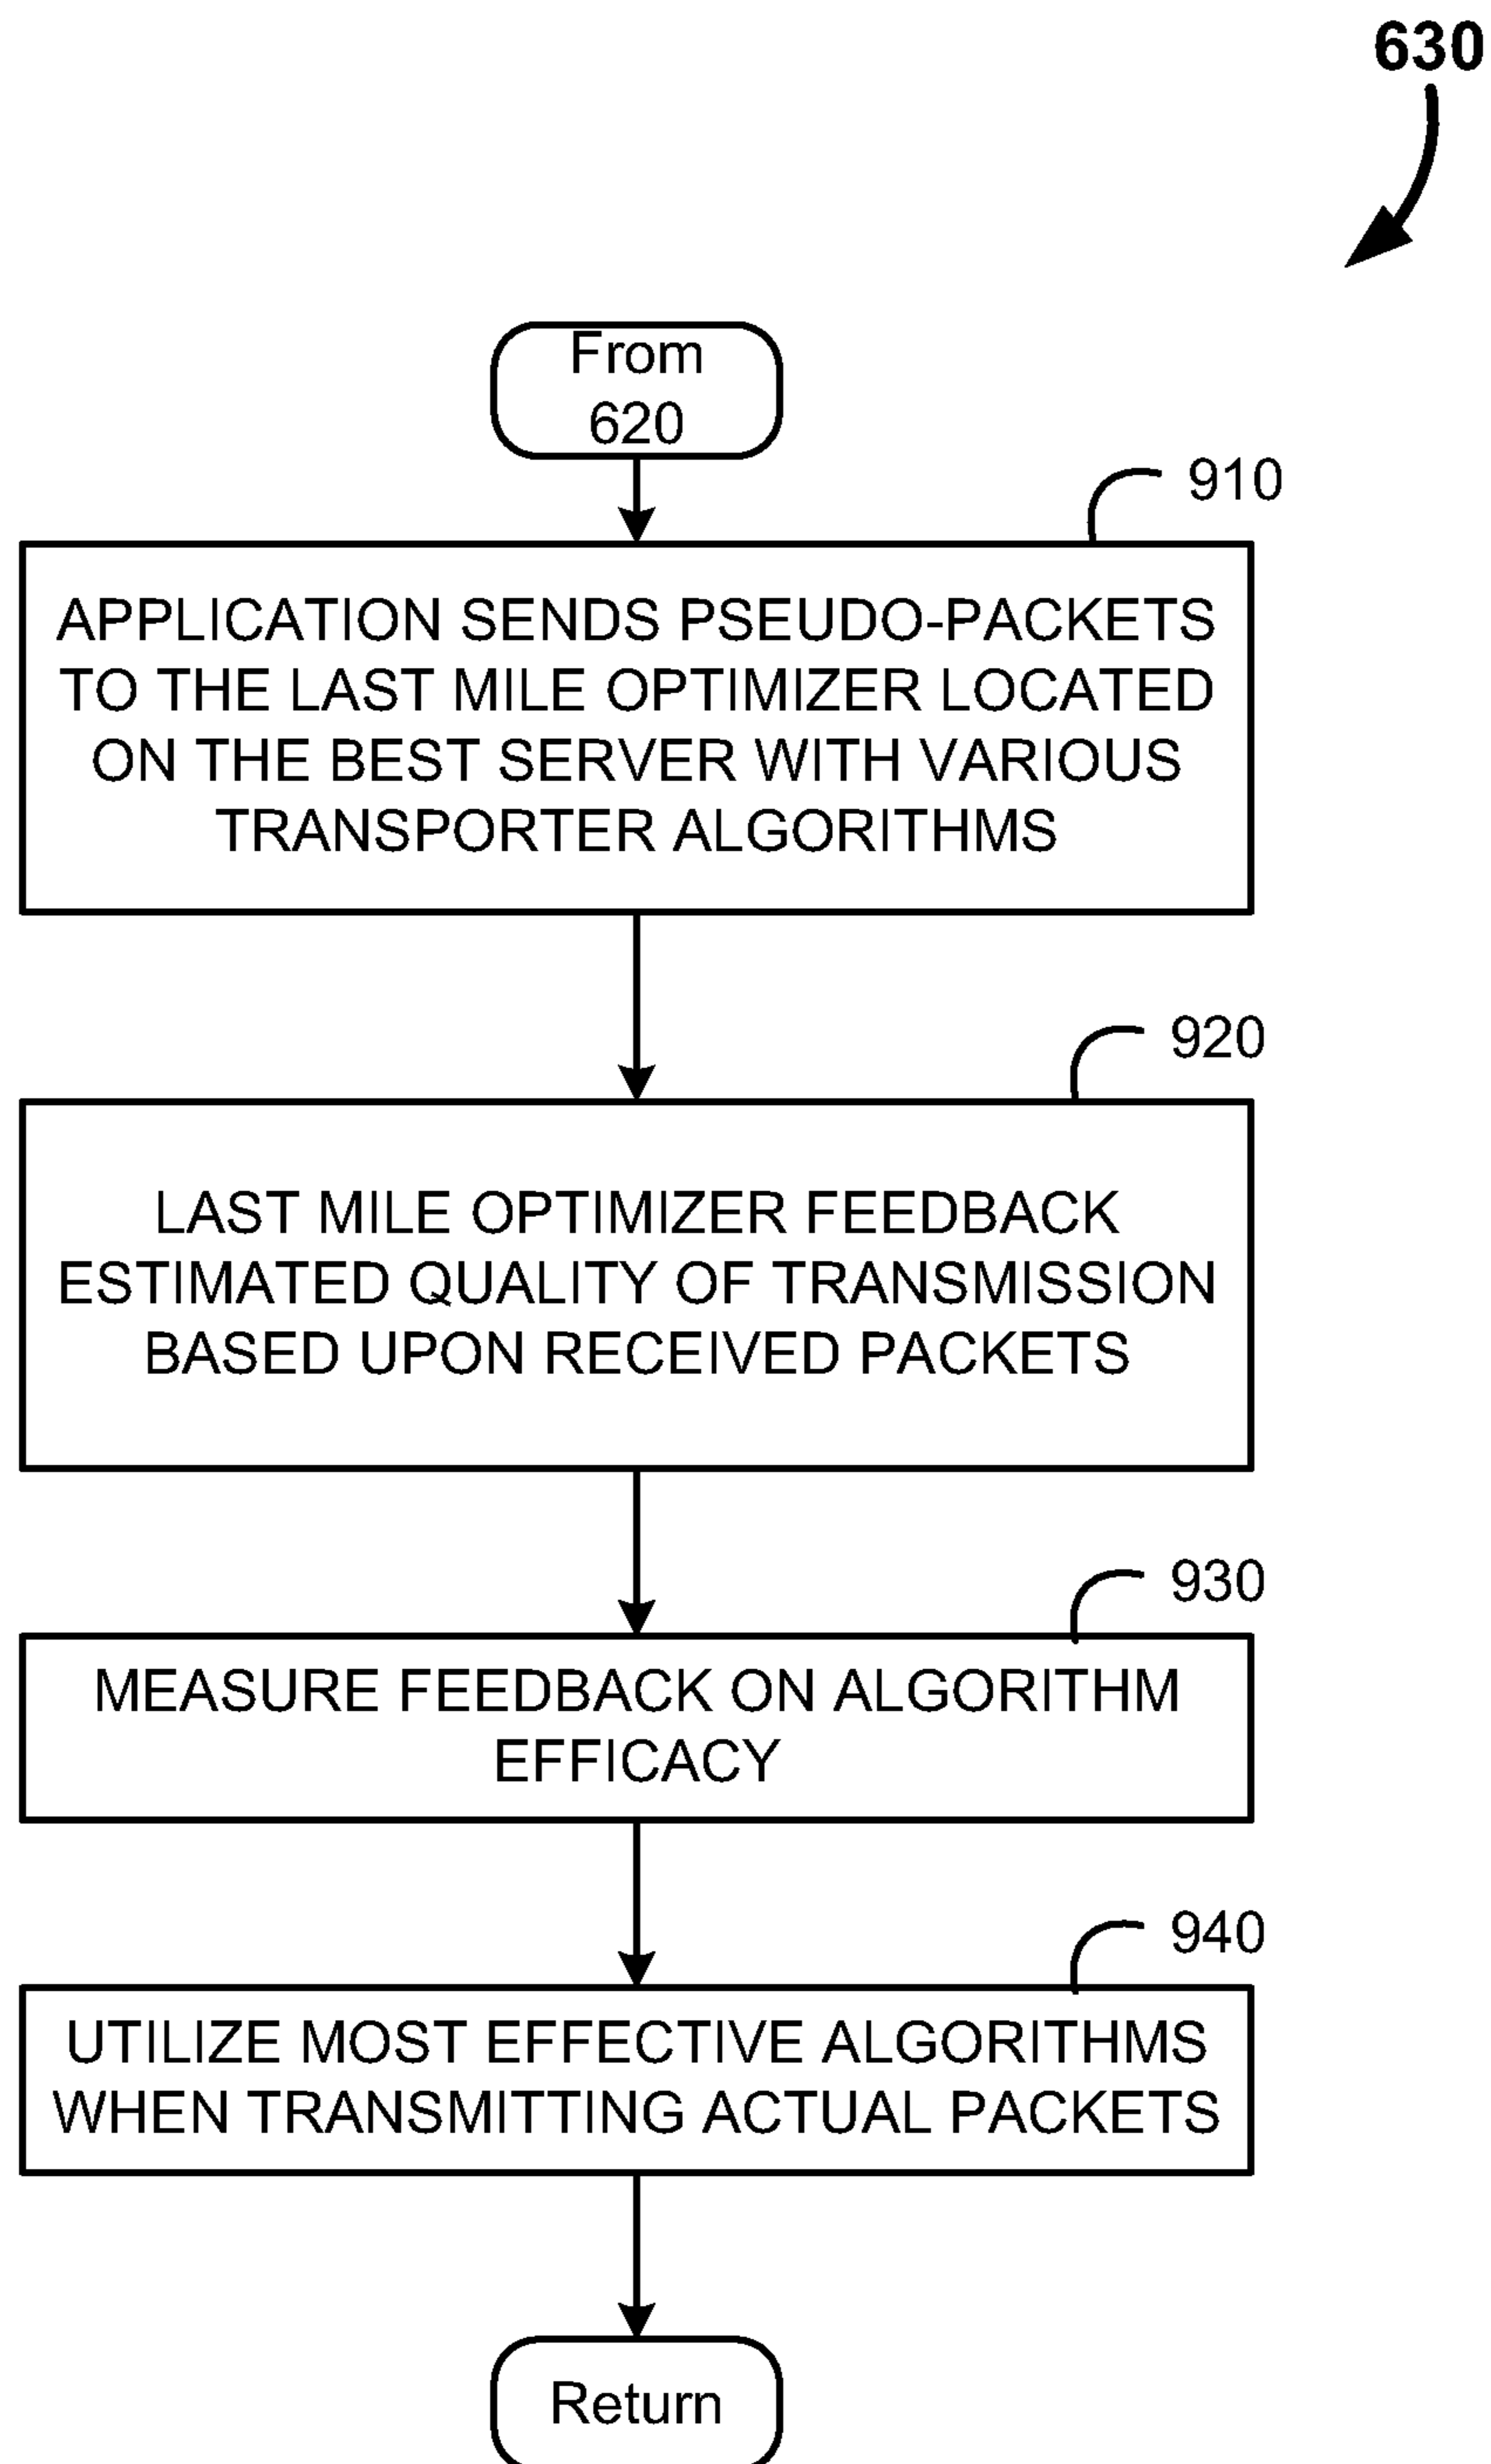 630
From
620
910
APPLICATION SENDS PSEUDO-PACKETS
TO THE LAST MILE OPTIMIZER LOCATED
ON THE BEST SERVER WITH VARIOUS
TRANSPORTER ALGORITHMS
920
LAST MILE OPTIMIZER FEEDBACK
ESTIMATED QUALITY OF TRANSMISSION
BASED UPON RECEIVED PACKETS
930
MEASURE FEEDBACK ON ALGORITHM
EFFICACY
940
UTILIZE MOST EFFECTIVE ALGORITHMS
WHEN TRANSMITTING ACTUAL PACKETS
Return